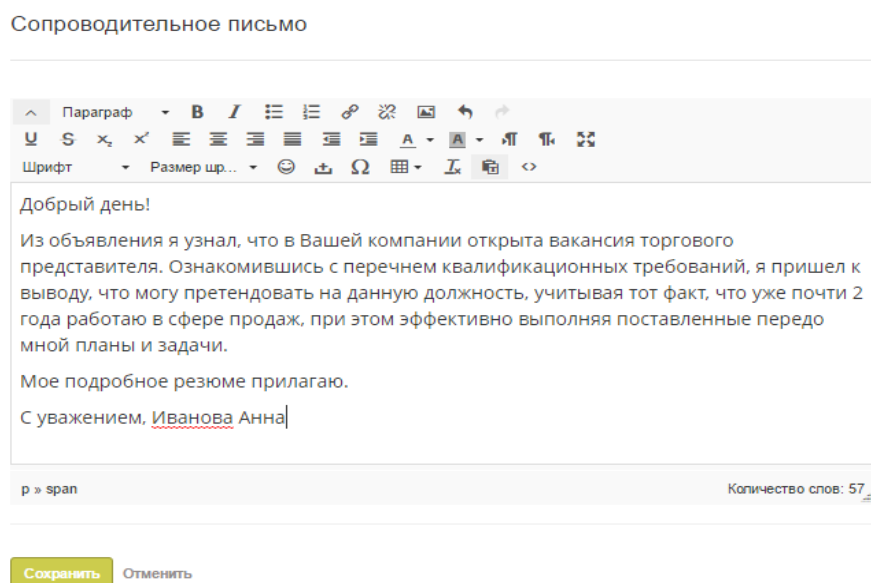 Сопроводительное письмо
Параграф
Шрифт Размер шр...
Добрый день!
Из объявления я узнал, что в Вашей компании открыта вакансия торгового
представителя. Ознакомившись с перечнем квалификационных требований, я пришел к
выводу, что могу претендовать на данную должность, учитывая тот факт, что уже почти 2
года работаю в сфере продаж, при этом эффективно выполняя поставленные передо
мной планы и задачи.
Мое подробное резюме прилагаю.
С уважением, Иванова Анна
p » span Количество слов: 57
Сохранить Отменить